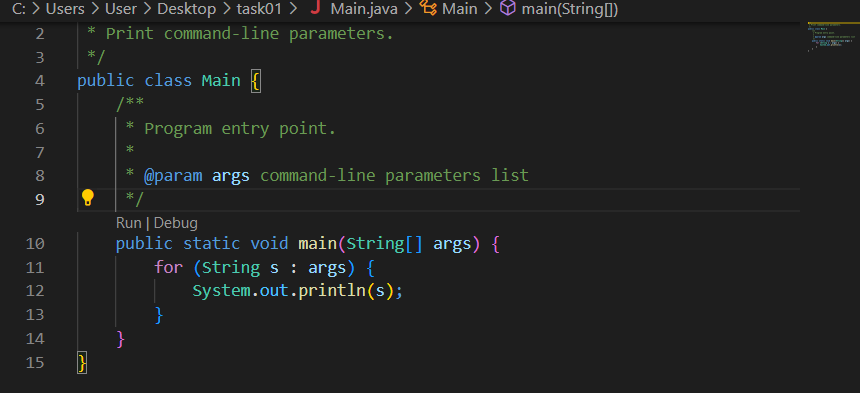 C: > Users > User > Desktop > task01 > J Main.java > Main > main(String[])
2 * Print command-line parameters.
3 */
4 public class Main {
5 /**
6 * Program entry point.
7 *
8 * @param args command-line parameters list
9 */
Run | Debug
10 public static void main(String[] args) {
11 for (String s : args) {
12 System.out.println(s);
13 }
14 }
15 }